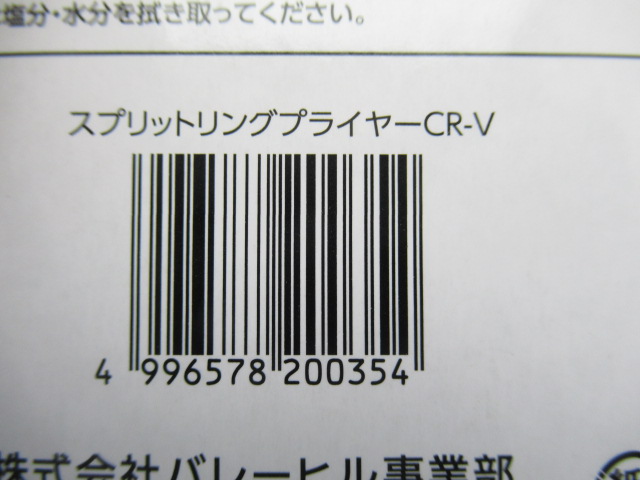 塩分・水分を拭き取ってください。
スプリットリングプライヤーCR-V
4 996578 200354
株式会社バレーヒル事業部
紙